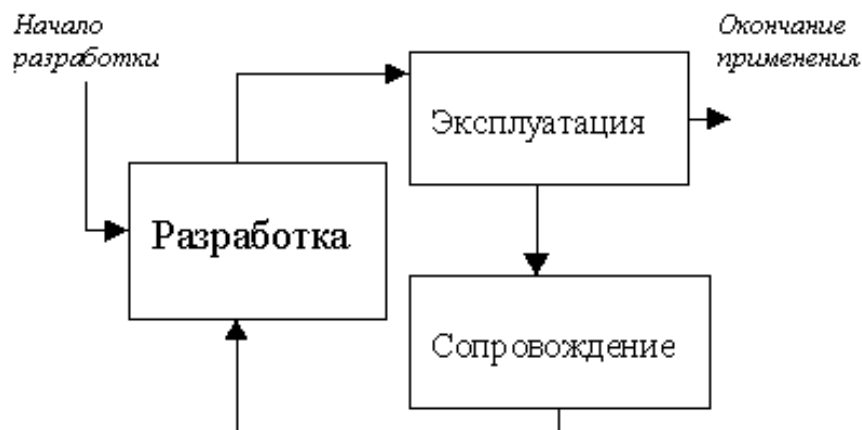 Начало
разработки
Окончание
применения
Эксплуатация
Разработка
Сопровождение